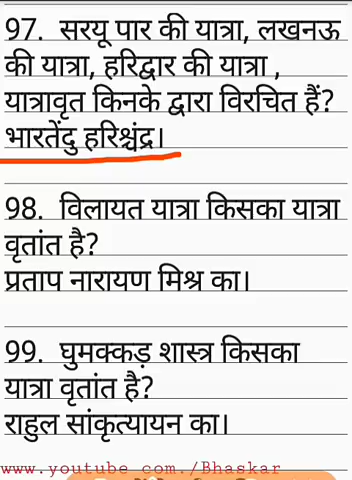 97. सरयू पार की यात्रा, लखनऊ
की यात्रा, हरिद्वार की यात्रा ,
यात्रावृत किनके द्वारा विरचित हैं?
भारतेंदु हरिश्चंद्र।
98. विलायत यात्रा किसका यात्रा
वृतांत है?
प्रताप नारायण मिश्र का।
99. घुमक्कड़ शास्त्र किसका
यात्रा वृतांत है?
राहुल सांकृत्यायन का।
www.youtube com./Bhaskar